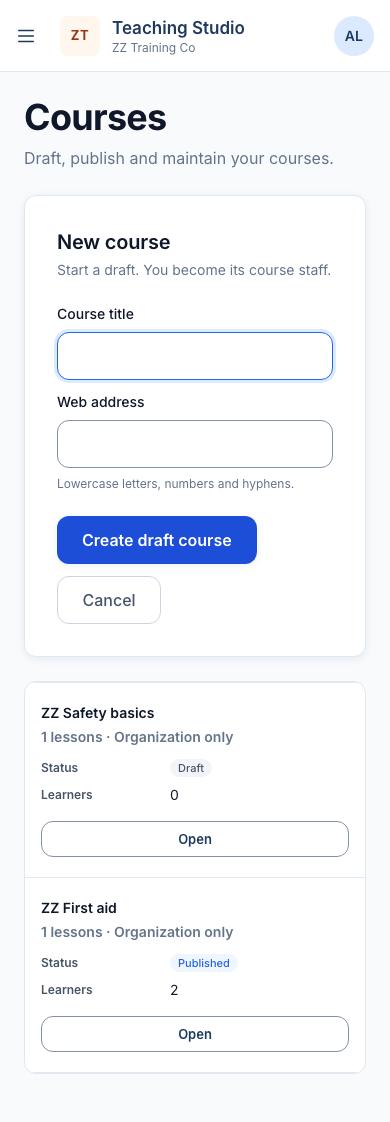 ZT
Teaching Studio
ZZ Training Co
AL
Courses
Draft, publish and maintain your courses.
New course
Start a draft. You become its course staff.
Course title
Web address
Lowercase letters, numbers and hyphens.
Create draft course
Cancel
ZZ Safety basics
1 lessons · Organization only
Status Draft
Learners 0
Open
ZZ First aid
1 lessons · Organization only
Status Published
Learners 2
Open